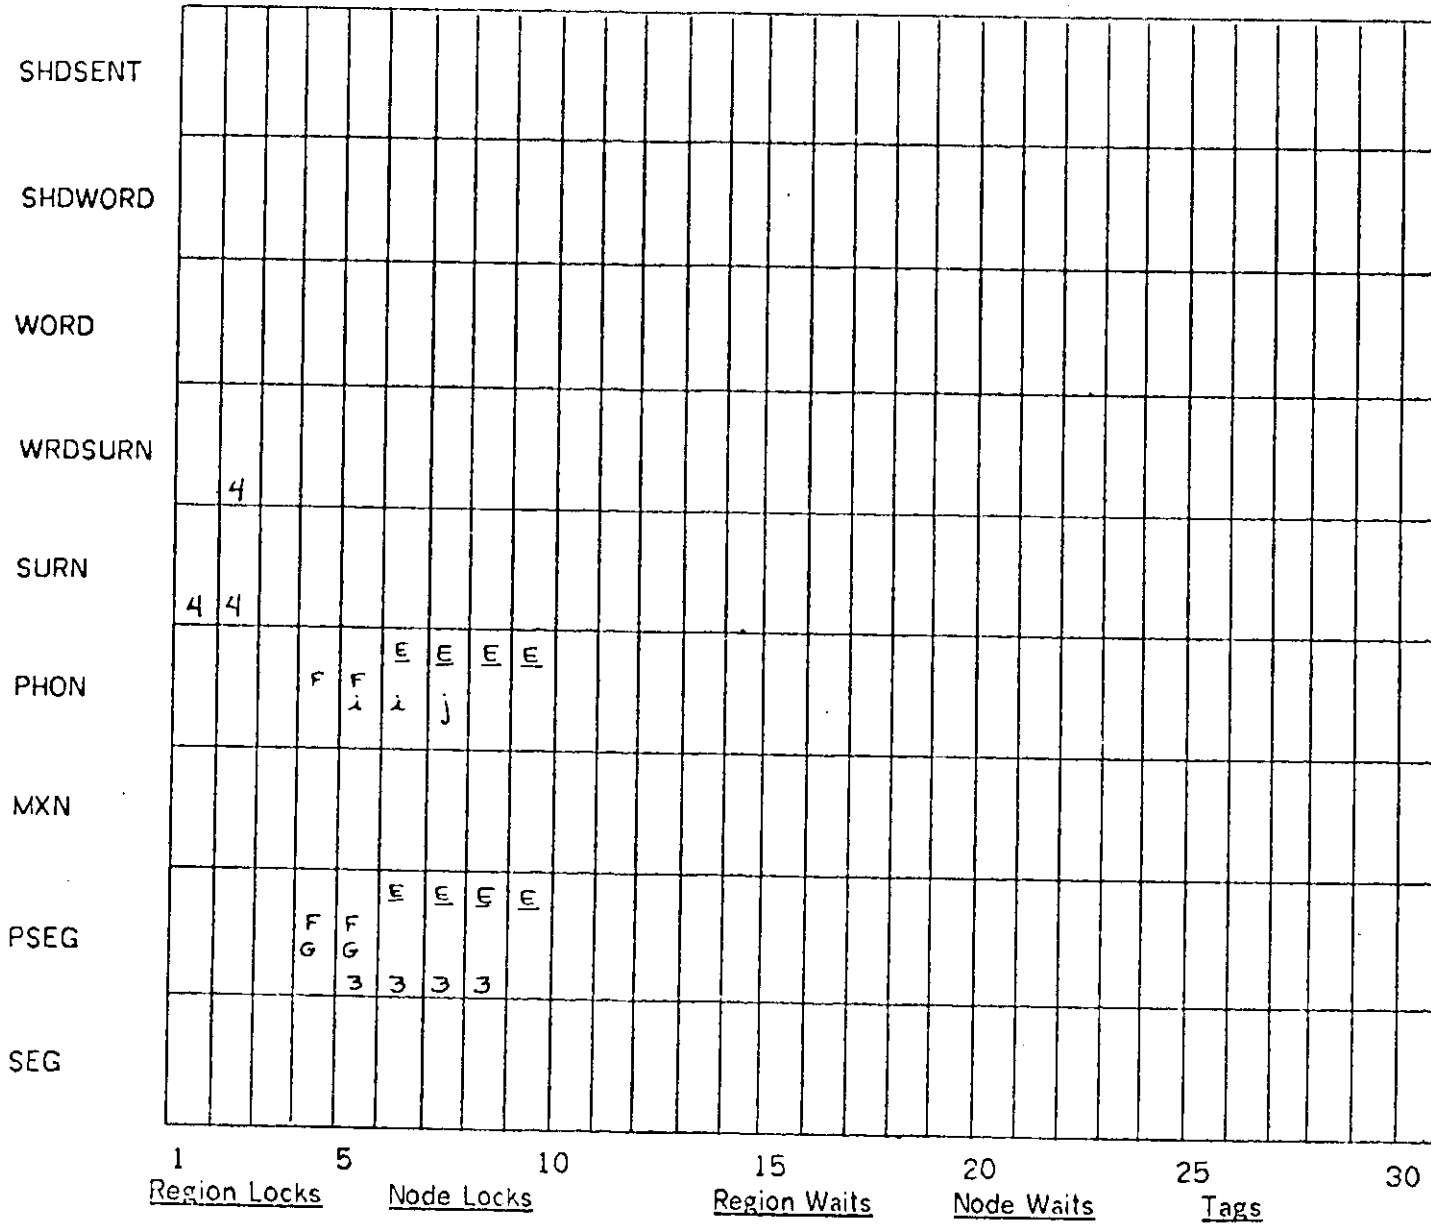 SHDSENT
SHDWORD
WORD
WRDSURN
4
SURN
4 4
E E E E
PHON F F
i i j
MXN
E E E E
F F
PSEG
G G
3 3 3 3
SEG
1 5 10 15 20 25 30
Region Locks Node Locks Region Waits Node Waits Tags